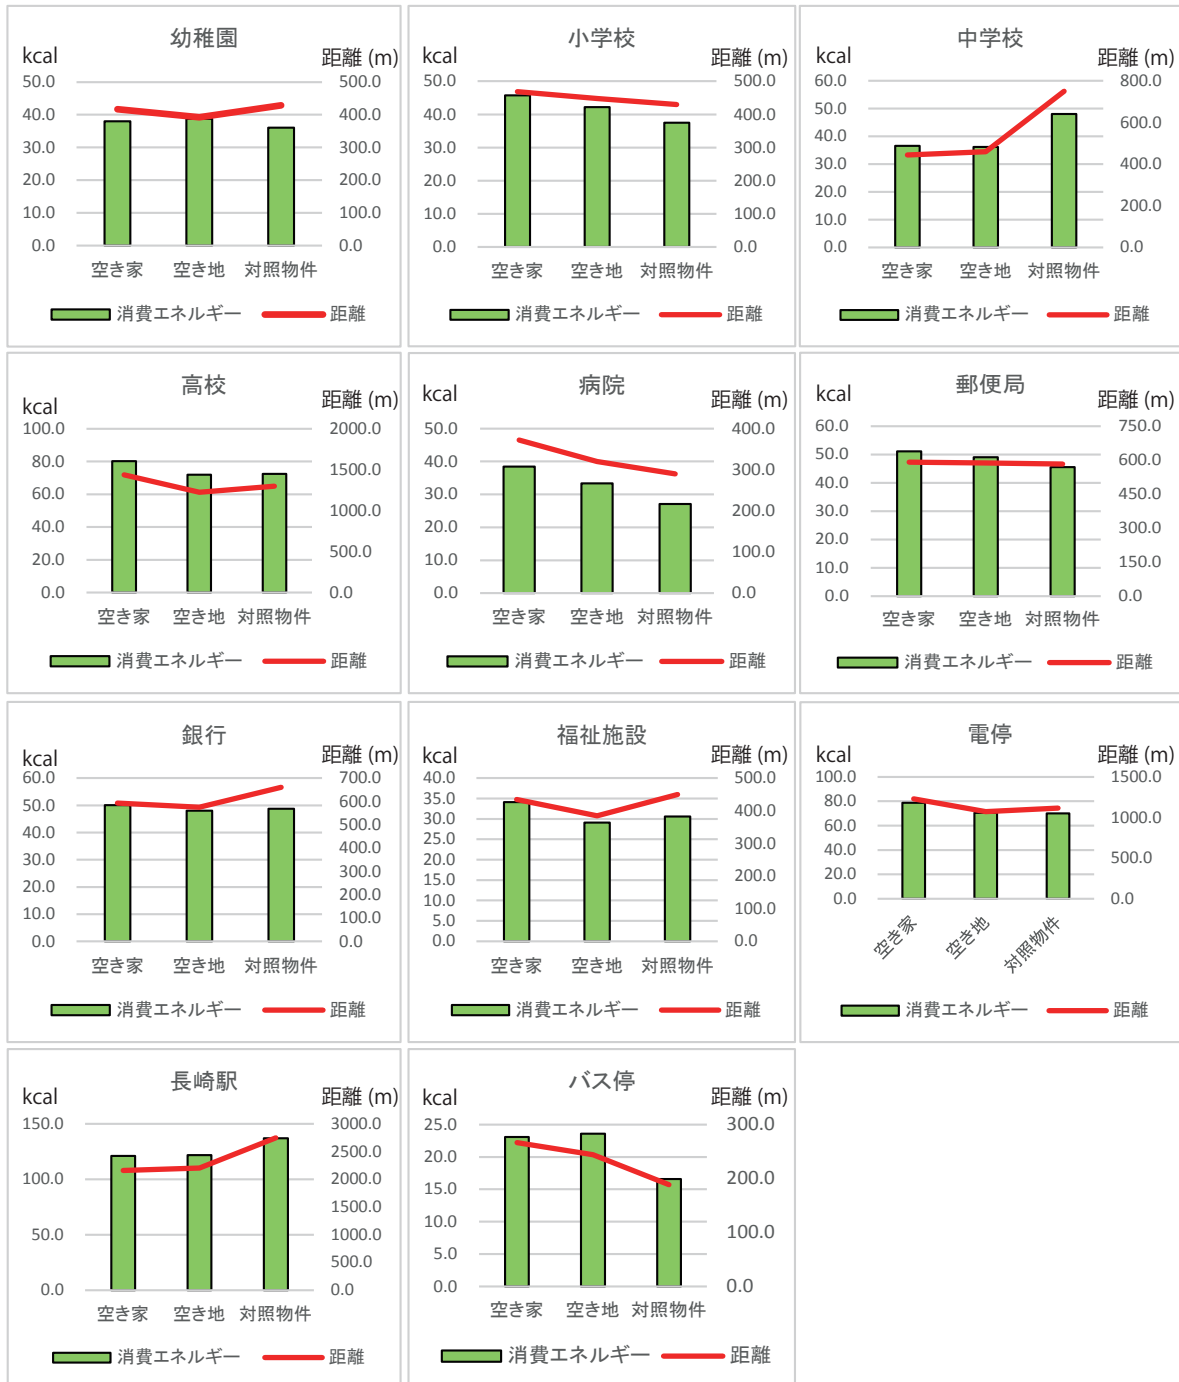 幼稚園
kcal 距離 (m)
50.0 500.0
40.0 400.0
30.0 300.0
20.0 200.0
10.0 100.0
0.0 0.0
空き家 空き地 対照物件
消費エネルギー 距離
小学校
kcal 距離 (m)
50.0 500.0
40.0 400.0
30.0 300.0
20.0 200.0
10.0 100.0
0.0 0.0
空き家 空き地 対照物件
消費エネルギー 距離
中学校
kcal 距離 (m)
60.0 800.0
50.0 600.0
40.0 400.0
30.0 200.0
20.0 0.0
10.0
0.0
空き家 空き地 対照物件
消費エネルギー 距離
高校
kcal 距離 (m)
100.0 2000.0
80.0 1500.0
60.0 1000.0
40.0 500.0
20.0 0.0
0.0
空き家 空き地 対照物件
消費エネルギー 距離
病院
kcal 距離 (m)
50.0 400.0
40.0 300.0
30.0 200.0
20.0 100.0
10.0 0.0
0.0
空き家 空き地 対照物件
消費エネルギー 距離
郵便局
kcal 距離 (m)
60.0 750.0
50.0 600.0
40.0 450.0
30.0 300.0
20.0 150.0
10.0 0.0
0.0
空き家 空き地 対照物件
消費エネルギー 距離
銀行
kcal 距離 (m)
60.0 700.0
50.0 600.0
40.0 500.0
30.0 400.0
20.0 300.0
10.0 200.0
0.0 100.0
0.0
空き家 空き地 対照物件
消費エネルギー 距離
福祉施設
kcal 距離 (m)
40.0 500.0
35.0 400.0
30.0 300.0
25.0 200.0
20.0 100.0
15.0 0.0
10.0
5.0
0.0
空き家 空き地 対照物件
消費エネルギー 距離
電停
kcal 距離 (m)
100.0 1500.0
80.0 1000.0
60.0 500.0
40.0 0.0
20.0
0.0
空き家 空き地 対照物件
消費エネルギー 距離
長崎駅
kcal 距離 (m)
150.0 3000.0
100.0 2500.0
50.0 2000.0
0.0 1500.0
1000.0
500.0
0.0
空き家 空き地 対照物件
消費エネルギー 距離
バス停
kcal 距離 (m)
25.0 300.0
20.0 200.0
15.0 100.0
10.0 0.0
5.0
0.0
空き家 空き地 対照物件
消費エネルギー 距離